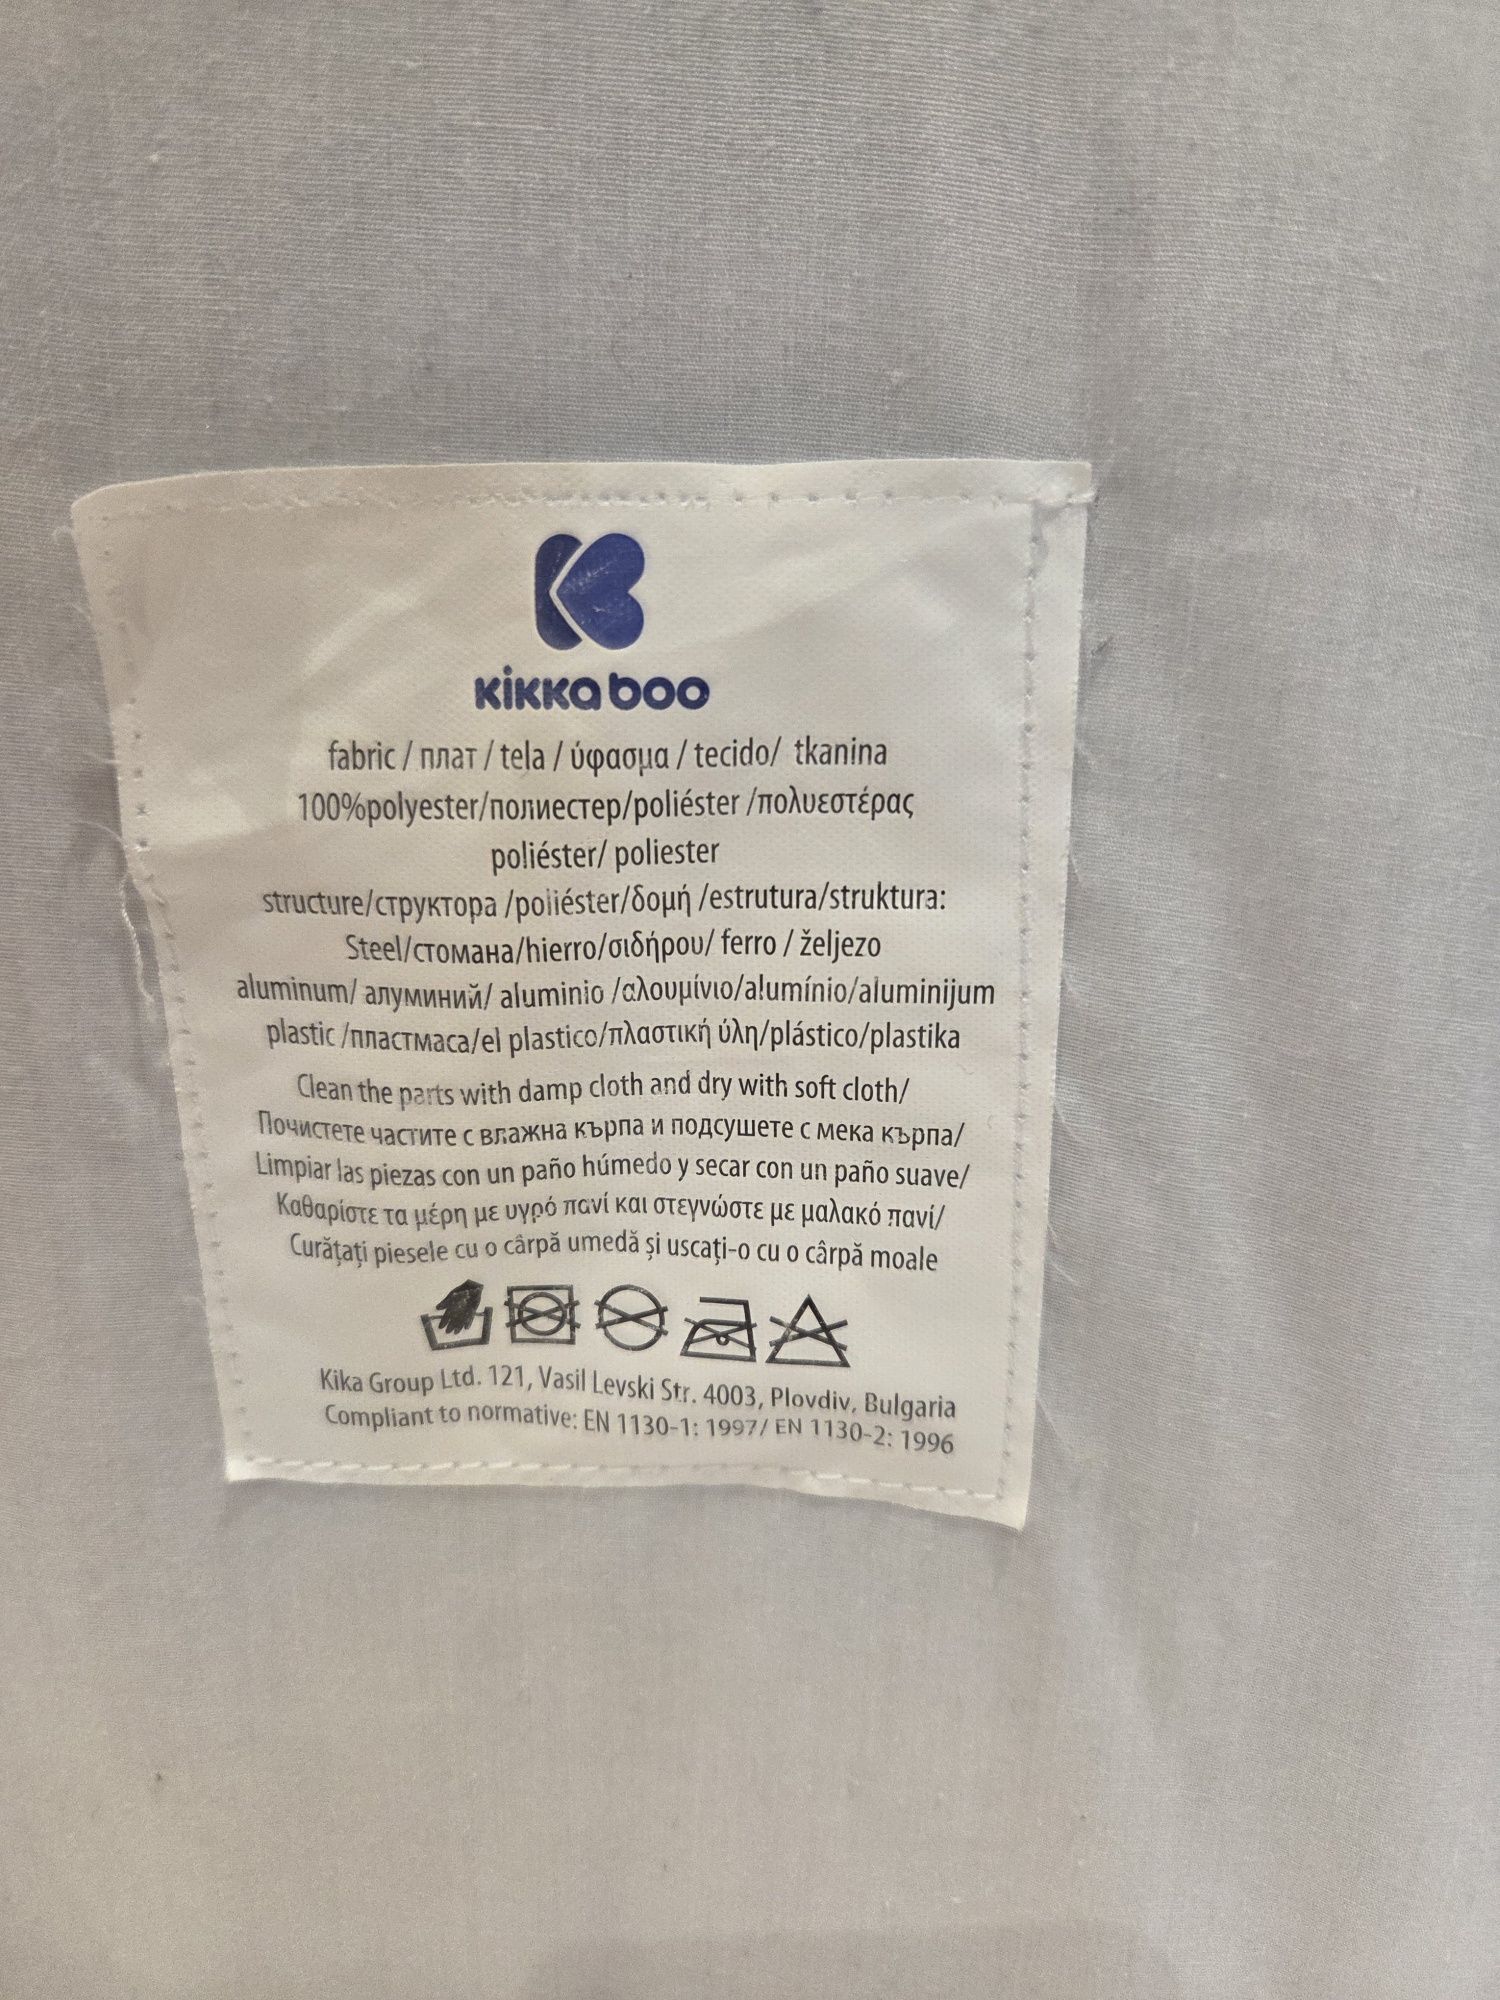 кikka boo
fabric / плат / tela / ύφασμα / tecido/ tkanina
100%polyester/полиестер/poliéster /πολυεστέρας
poliéster/ poliester
structure/структора /poliéster/δομή /estrutura/struktura:
Steel/стомана/hierro/σιδήρου/ ferro / željezo
aluminum/ алуминий/ aluminio /αλουμίνιο/alumínio/aluminijum
plastic /пластмаса/el plastico/πλαστική ύλη/plástico/plastika
Clean the parts with damp cloth and dry with soft cloth/
Почистете частите с влажна кърпа и подсушете с мека кърпа/
Limpiar las piezas con un paño húmedo y secar con un paño suave/
Καθαρίστε τα μέρη με υγρό πανί και στεγνώστε με μαλακό πανί/
Curățați piesele cu o cârpă umedă și uscați-o cu o cârpă moale
Kika Group Ltd. 121, Vasil Levski Str. 4003, Plovdiv, Bulgaria
Compliant to normative: EN 1130-1: 1997/ EN 1130-2: 1996